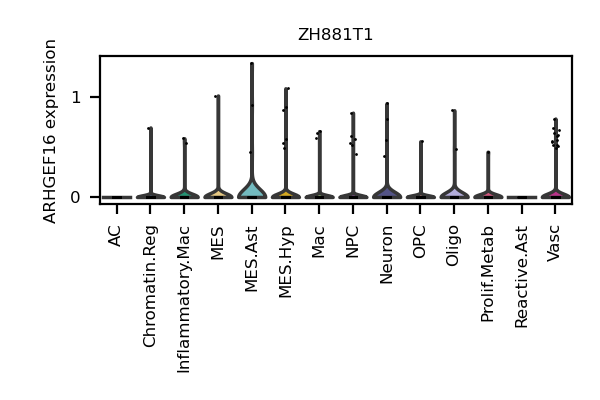 ZH881T1
ARHGEF16 expression
1
0
AC
Chromatin.Reg
Inflammatory.Mac
MES
MES.Ast
MES.Hyp
Mac
NPC
Neuron
OPC
Oligo
Prolif.Metab
Reactive.Ast
Vasc